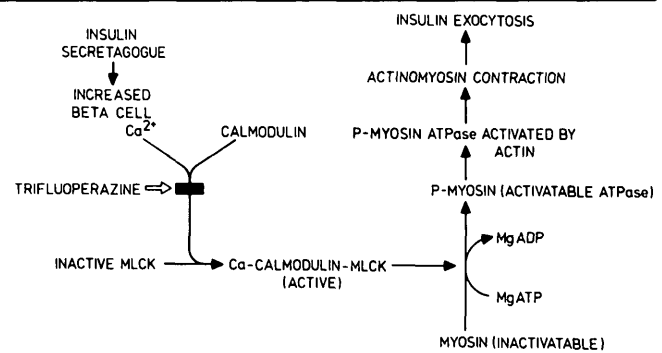 INSULIN
SECRETAGOGUE
INCREASED
BETA CELL
Ca2+
CALMODULIN
TRIFLUOPERAZINE
INACTIVE MLCK
Ca-CALMODULIN-MLCK
(ACTIVE)
INSULIN EXOCYTOSIS
ACTINOMYOSIN CONTRACTION
P-MYOSIN ATPase ACTIVATED BY
ACTIN
P-MYOSIN (ACTIVATABLE ATPase)
MgADP
MgATP
MYOSIN (INACTIVATABLE)